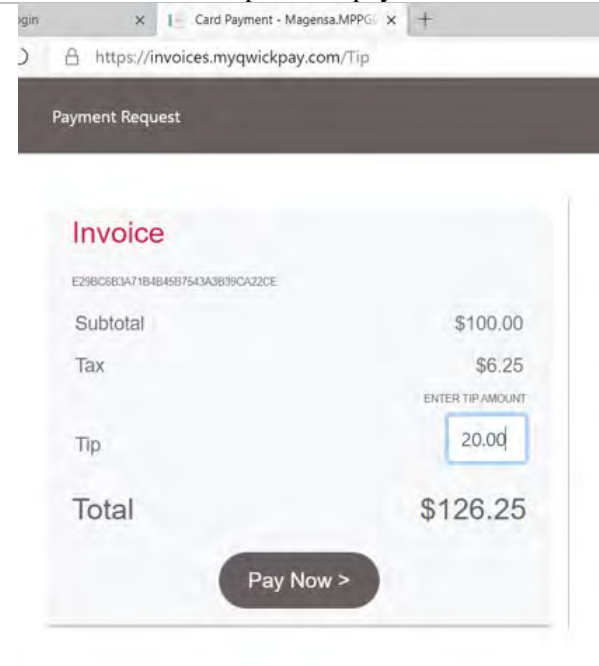 Card Payment - Magensa.MPPG
https://invoices.myqwickpay.com/Tip
Payment Request
Invoice
E29BC6B3A71B4B45B7543A3B39CA22CE
Subtotal $100.00
Tax $6.25
ENTER TIP AMOUNT
Tip 20.00
Total $126.25
Pay Now >